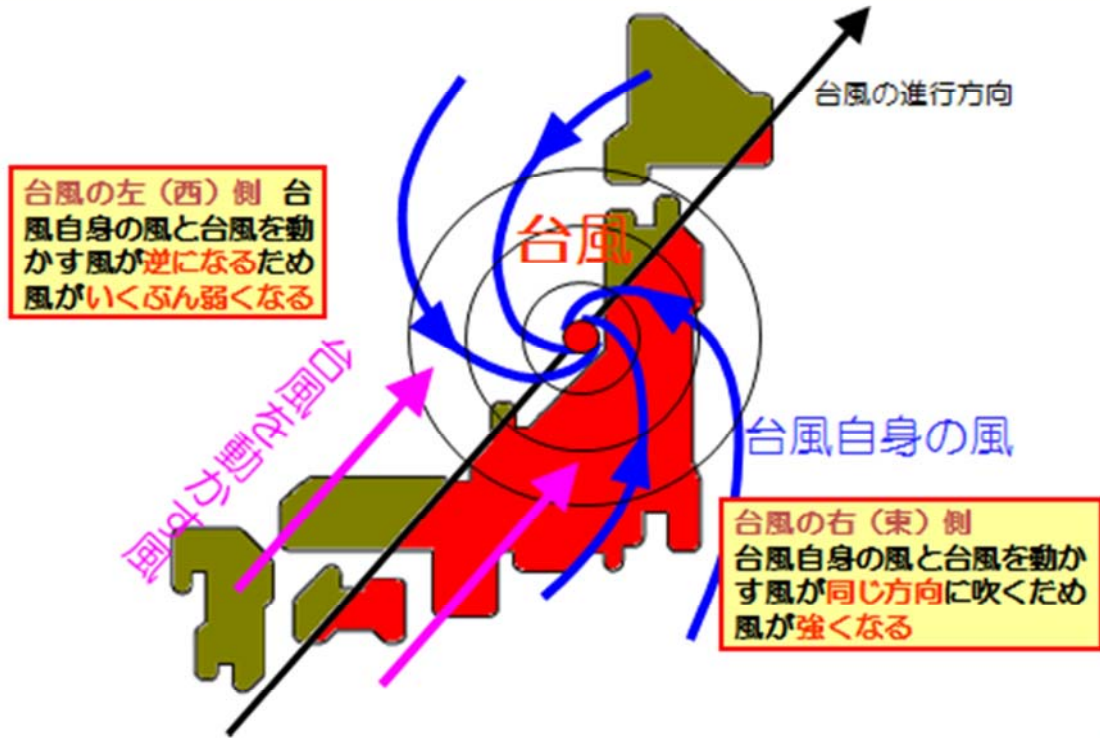 台風の進行方向
台風の左（西）側 台
風自身の風と台風を動
かす風が逆になるため
風がいくぶん弱くなる
台風
台風を動かす風
台風自身の風
台風の右（東）側
台風自身の風と台風を動か
す風が同じ方向に吹くため
風が強くなる